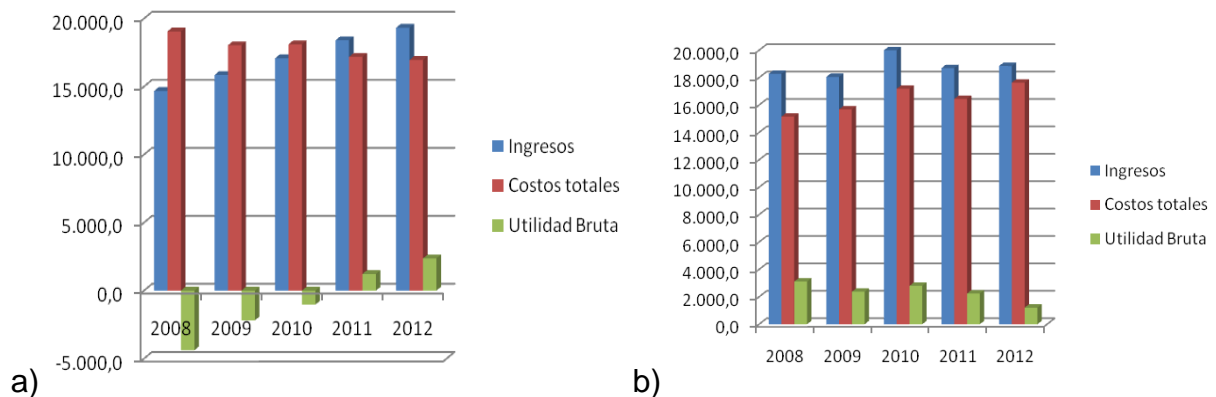 20.000,0
15.000,0
10.000,0
5.000,0
0,0
-5.000,0
2008 2009 2010 2011 2012
Ingresos
Costos totales
Utilidad Bruta
a)
20.000,0
18.000,0
16.000,0
14.000,0
12.000,0
10.000,0
8.000,0
6.000,0
4.000,0
2.000,0
0,0
2008 2009 2010 2011 2012
Ingresos
Costos totales
Utilidad Bruta
b)